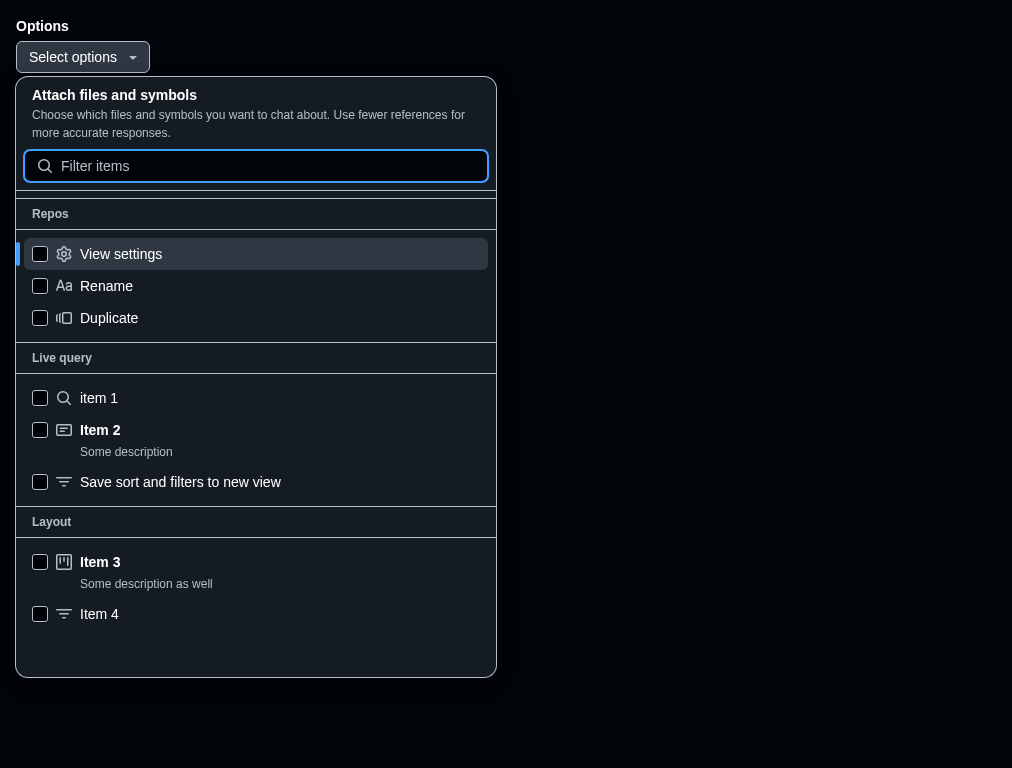 Options
Select options
Attach files and symbols
Choose which files and symbols you want to chat about. Use fewer references for
more accurate responses.
Filter items
Repos
View settings
Rename
Duplicate
Live query
item 1
Item 2
Some description
Save sort and filters to new view
Layout
Item 3
Some description as well
Item 4